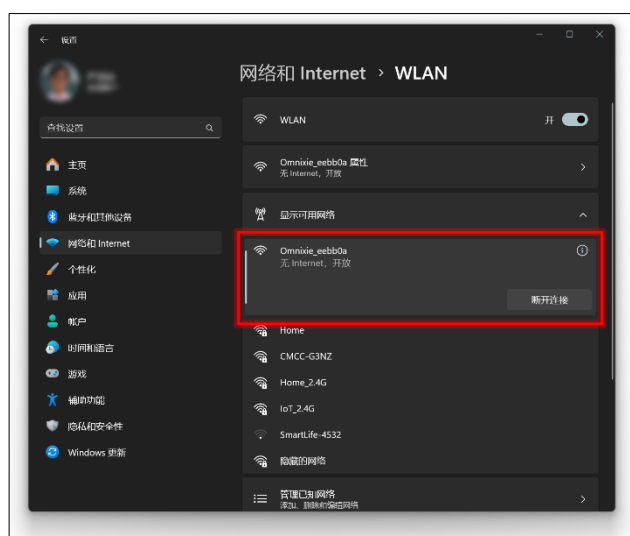 设置
网络和 Internet › WLAN
查找设置
WLAN
开
主页
Omnixie_eebb0a 属性
无 Internet，开放
系统
蓝牙和其他设备
显示可用网络
网络和 Internet
Omnixie_eebb0a
无 Internet，开放
个性化
应用
断开连接
帐户
Home
时间和语言
CMCC-G3NZ
游戏
Home_2.4G
辅助功能
IoT_2.4G
隐私和安全性
SmartLife-4532
Windows 更新
隐藏的网络
管理已知网络
添加、删除和编辑网络